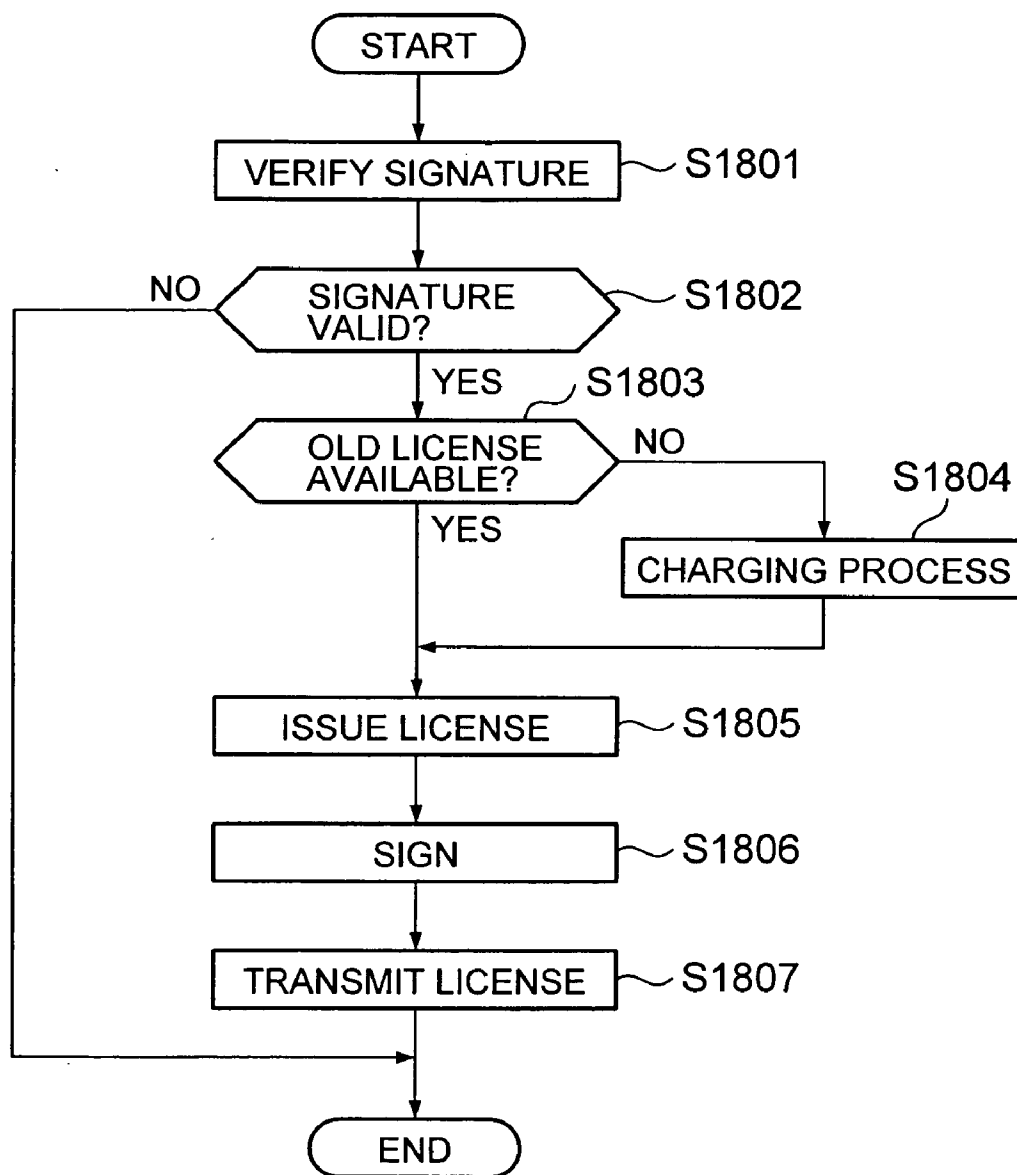 START
VERIFY SIGNATURE
S1801
NO
SIGNATURE
VALID?
S1802
YES
S1803
OLD LICENSE
AVAILABLE?
NO
YES
S1804
CHARGING PROCESS
ISSUE LICENSE
S1805
SIGN
S1806
TRANSMIT LICENSE
S1807
END